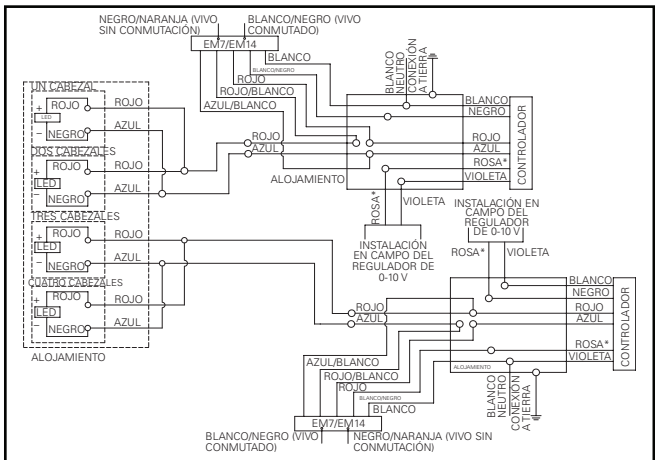 NEGRO/NARANJA (VIVO
SIN CONMUTACIÓN)
BLANCO/NEGRO (VIVO
CONMUTADO)
EM7/EM14
BLANCO
BLANCO/NEGRO
ROJO
ROJO/BLANCO
AZUL/BLANCO
BLANCO
NEUTRO
CONEXIÓN
A TIERRA
UN CABEZAL
+ ROJO
LED
− NEGRO
ROJO
AZUL
DOS CABEZALES
+ ROJO
LED
− NEGRO
ROJO
AZUL
TRES CABEZALES
+ ROJO
LED
− NEGRO
ROJO
AZUL
CUATRO CABEZALES
+ ROJO
LED
− NEGRO
ROJO
AZUL
ALOJAMIENTO
ROJO
AZUL
ALOJAMIENTO
BLANCO
NEGRO
ROJO
AZUL
ROSA*
VIOLETA
CONTROLADOR
ROSA*
VIOLETA
INSTALACIÓN
EN CAMPO DEL
REGULADOR DE
0-10 V
INSTALACIÓN EN
CAMPO DEL
REGULADOR
DE 0-10 V
ROSA*
VIOLETA
BLANCO
NEGRO
ROJO
AZUL
ROSA*
VIOLETA
CONTROLADOR
ROJO
AZUL
ALOJAMIENTO
AZUL/BLANCO
ROJO/BLANCO
ROJO
BLANCO/NEGRO
BLANCO
BLANCO
NEUTRO
CONEXIÓN
A TIERRA
EM7/EM14
BLANCO/NEGRO (VIVO
CONMUTADO)
NEGRO/NARANJA (VIVO SIN
CONMUTACIÓN)